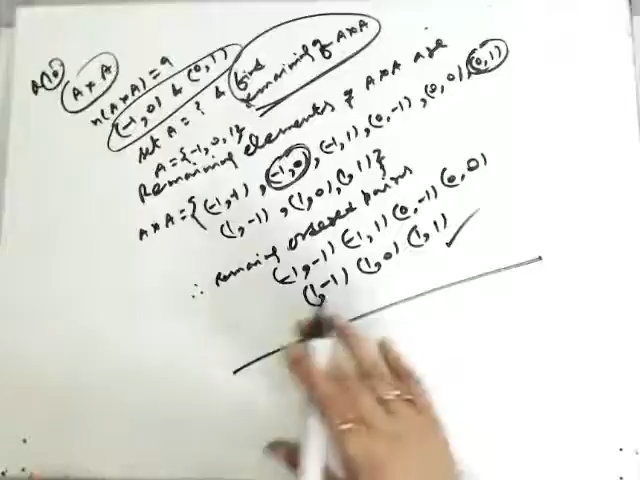 Q10 A×A
n(A×A) = 9
(-1, 0) & (0, 1)
set A = ? & find
remaining of A×A
A = {-1, 0, 1}
Remaining elements of A×A are
A×A = {(-1, -1), (-1, 0), (-1, 1), (0, -1), (0, 0), (0, 1)
(1, -1), (1, 0), (1, 1)}
∴ remaining ordered pairs
(-1, -1) (-1, 1) (0, -1) (0, 0)
(1, -1) (1, 0) (1, 1)